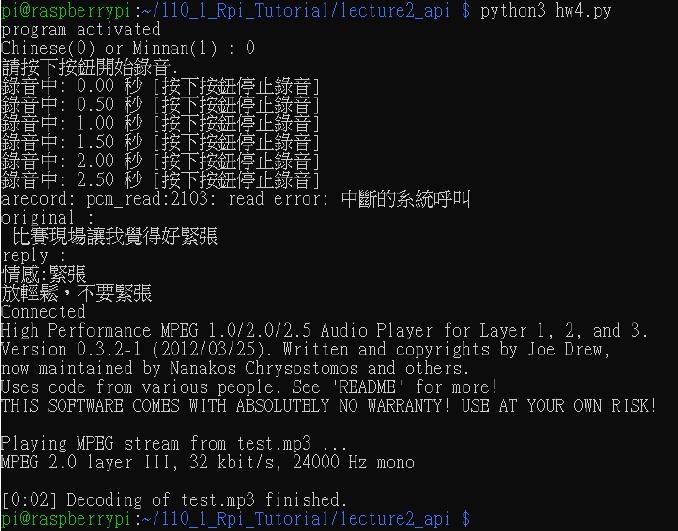 pi@raspberrypi:~/110_1_Rpi_Tutorial/lecture2_api $ python3 hw4.py
program activated
Chinese(0) or Minnan(1) : 0
請按下按鈕開始錄音.
錄音中: 0.00 秒 [按下按鈕停止錄音]
錄音中: 0.50 秒 [按下按鈕停止錄音]
錄音中: 1.00 秒 [按下按鈕停止錄音]
錄音中: 1.50 秒 [按下按鈕停止錄音]
錄音中: 2.00 秒 [按下按鈕停止錄音]
錄音中: 2.50 秒 [按下按鈕停止錄音]
arecord: pcm_read:2103: read error: 中斷的系統呼叫
original :
 比賽現場讓我覺得好緊張
reply :
情感:緊張
放輕鬆，不要緊張
Connected
High Performance MPEG 1.0/2.0/2.5 Audio Player for Layer 1, 2, and 3.
Version 0.3.2-1 (2012/03/25). Written and copyrights by Joe Drew,
now maintained by Nanakos Chrysostomos and others.
Uses code from various people. See 'README' for more!
THIS SOFTWARE COMES WITH ABSOLUTELY NO WARRANTY! USE AT YOUR OWN RISK!
Playing MPEG stream from test.mp3 ...
MPEG 2.0 layer III, 32 kbit/s, 24000 Hz mono
[0:02] Decoding of test.mp3 finished.
pi@raspberrypi:~/110_1_Rpi_Tutorial/lecture2_api $